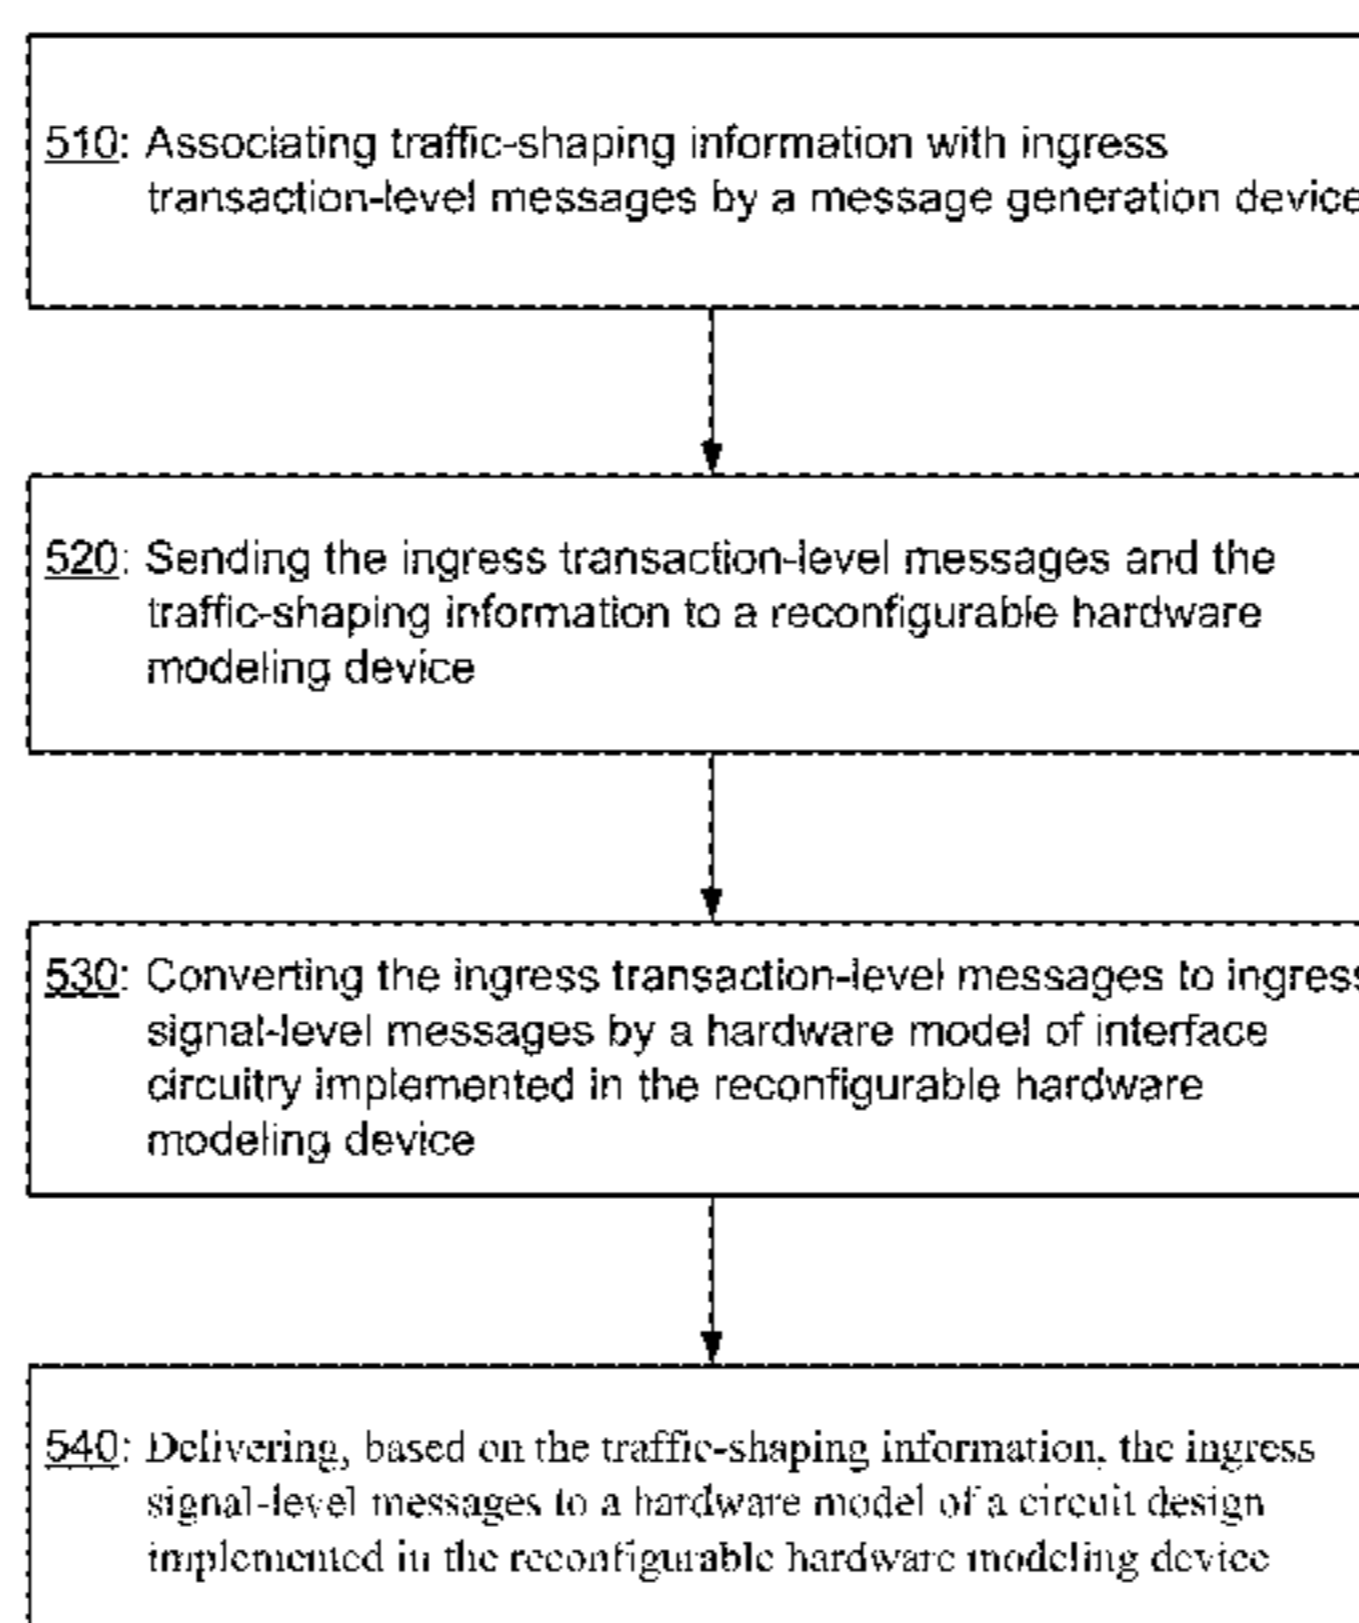 510: Associating traffic-shaping information with ingress
transaction-level messages by a message generation device
520: Sending the ingress transaction-level messages and the
traffic-shaping information to a reconfigurable hardware
modeling device
530: Converting the ingress transaction-level messages to ingress
signal-level messages by a hardware model of interface
circuitry implemented in the reconfigurable hardware
modeling device
540: Delivering, based on the traffic-shaping information, the ingress
signal-level messages to a hardware model of a circuit design
implemented in the reconfigurable hardware modeling device